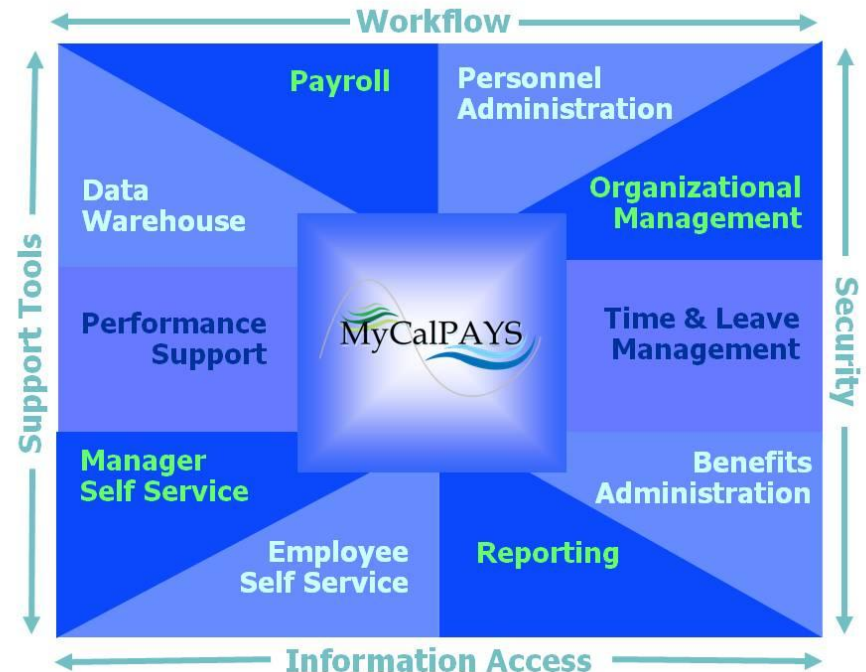 Workflow
Payroll
Personnel
Administration
Data
Warehouse
Organizational
Management
Support Tools
Performance
Support
MyCalPAYS
Time & Leave
Management
Security
Manager
Self Service
Benefits
Administration
Employee
Self Service
Reporting
Information Access